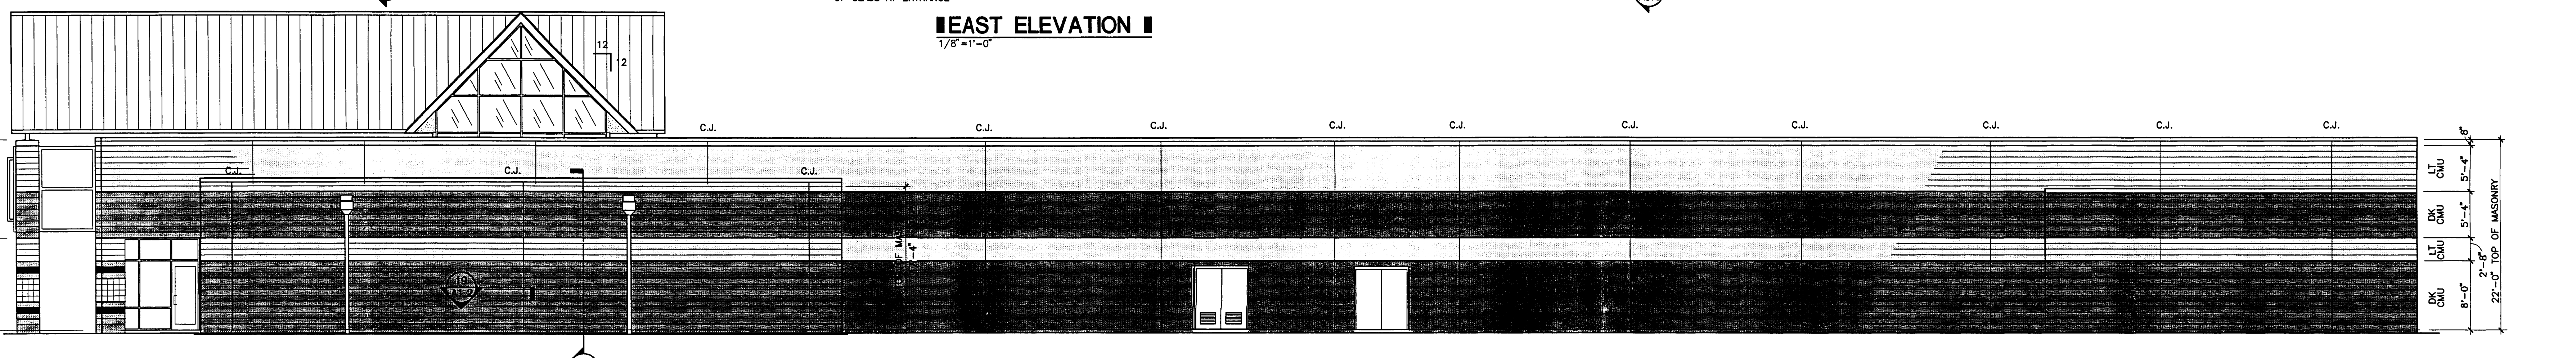 EAST ELEVATION
1/8"=1'-0"
12
12
C.J.
C.J.
C.J.
C.J.
C.J.
C.J.
C.J.
C.J.
C.J.
C.J.
C.J.
C.J.
C.J.
8"
LT
CMU
5'-4"
DK
CMU
5'-4"
LT
CMU
2'-8"
DK
CMU
8'-0"
22'-0" TOP OF MASONRY
19